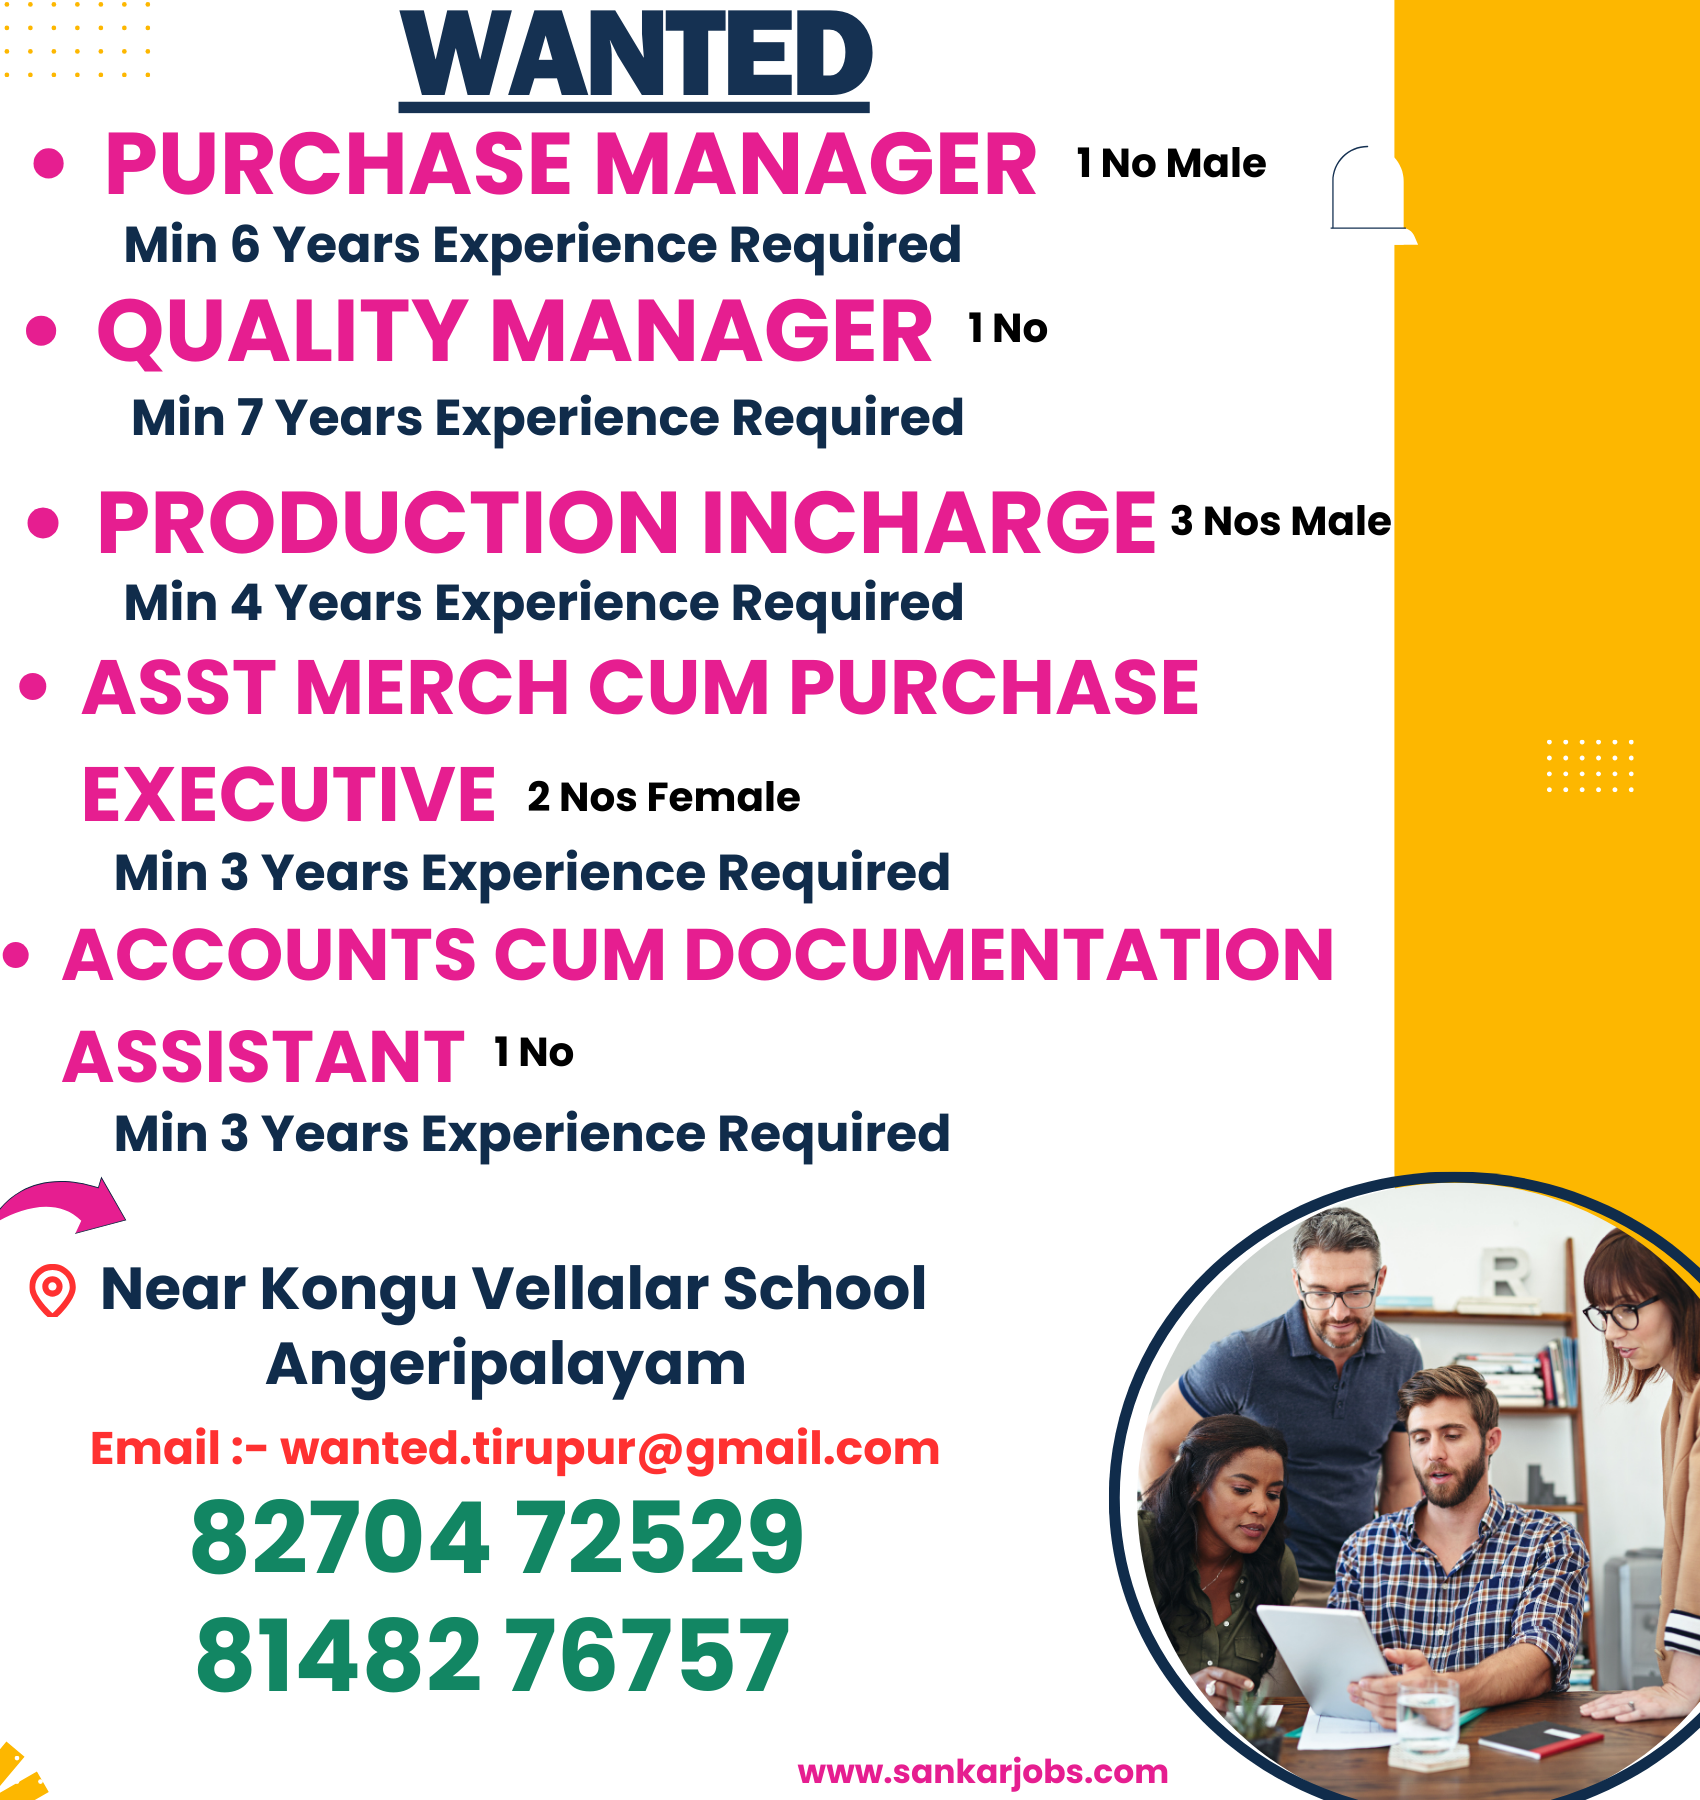 WANTED
• PURCHASE MANAGER 1 No Male
Min 6 Years Experience Required
• QUALITY MANAGER 1 No
Min 7 Years Experience Required
• PRODUCTION INCHARGE 3 Nos Male
Min 4 Years Experience Required
• ASST MERCH CUM PURCHASE
EXECUTIVE 2 Nos Female
Min 3 Years Experience Required
• ACCOUNTS CUM DOCUMENTATION
ASSISTANT 1 No
Min 3 Years Experience Required
Near Kongu Vellalar School
Angeripalayam
Email :- wanted.tirupur@gmail.com
82704 72529
81482 76757
R
www.sankarjobs.com